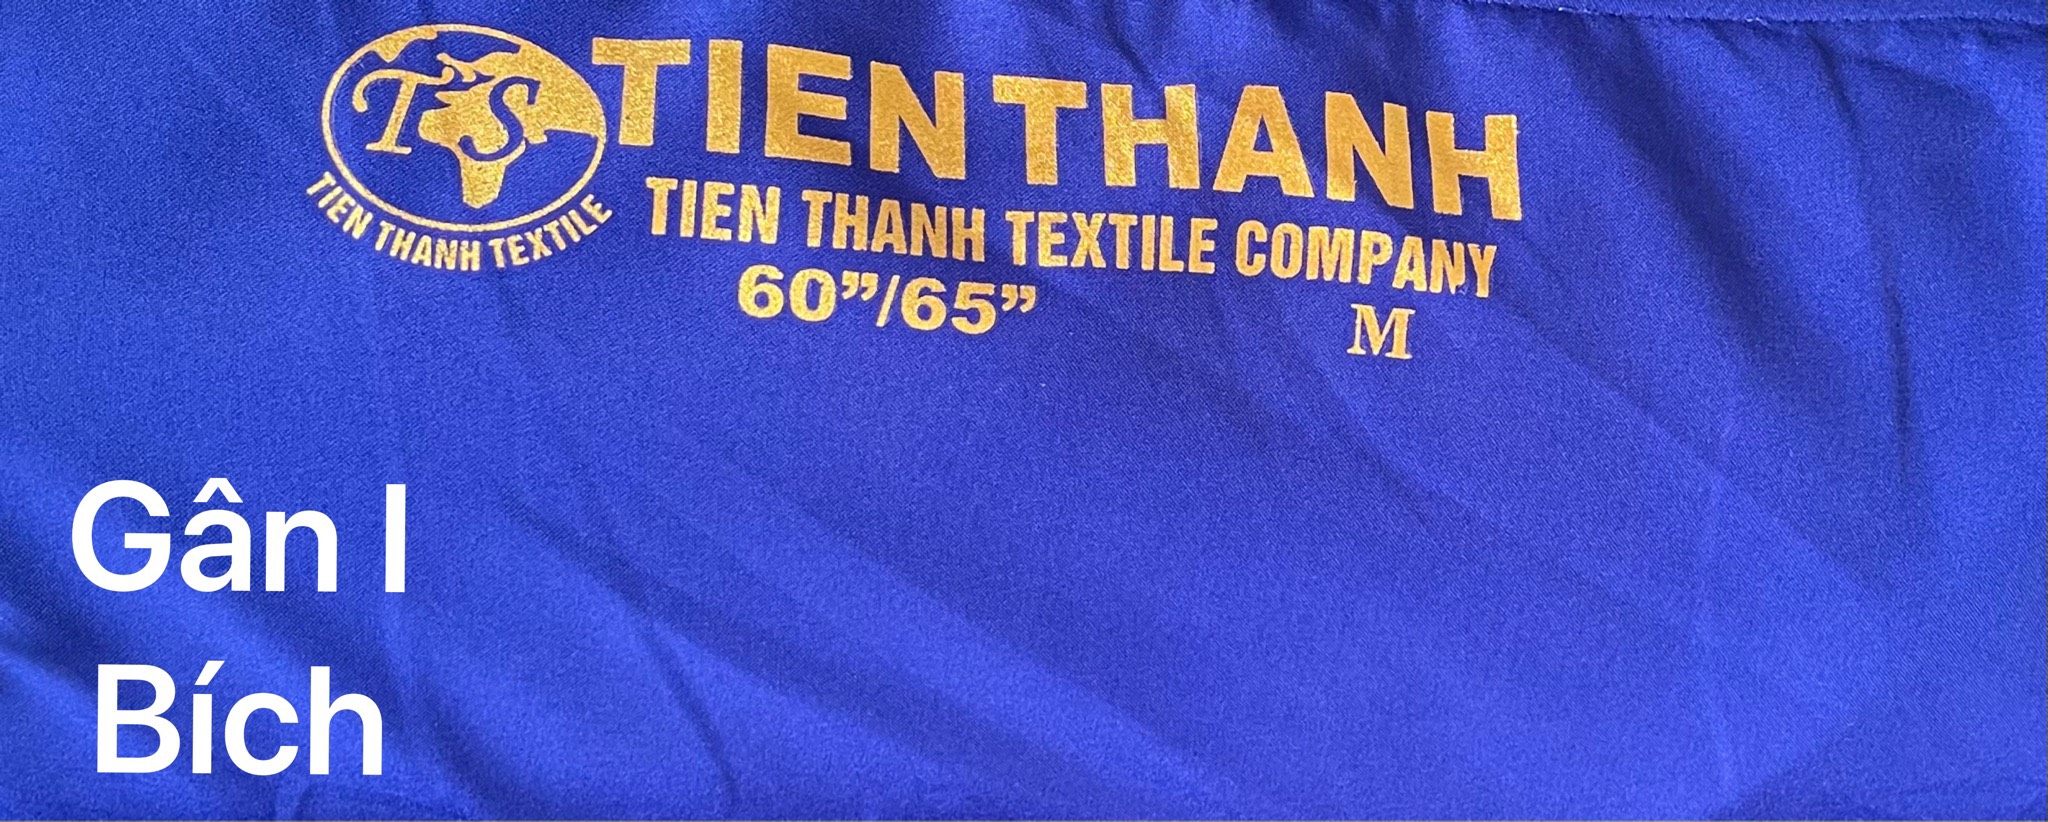 TS
TIEN THANH TEXTILE
TIEN THANH
TIEN THANH TEXTILE COMPANY
60”/65” M
Gân I
Bích